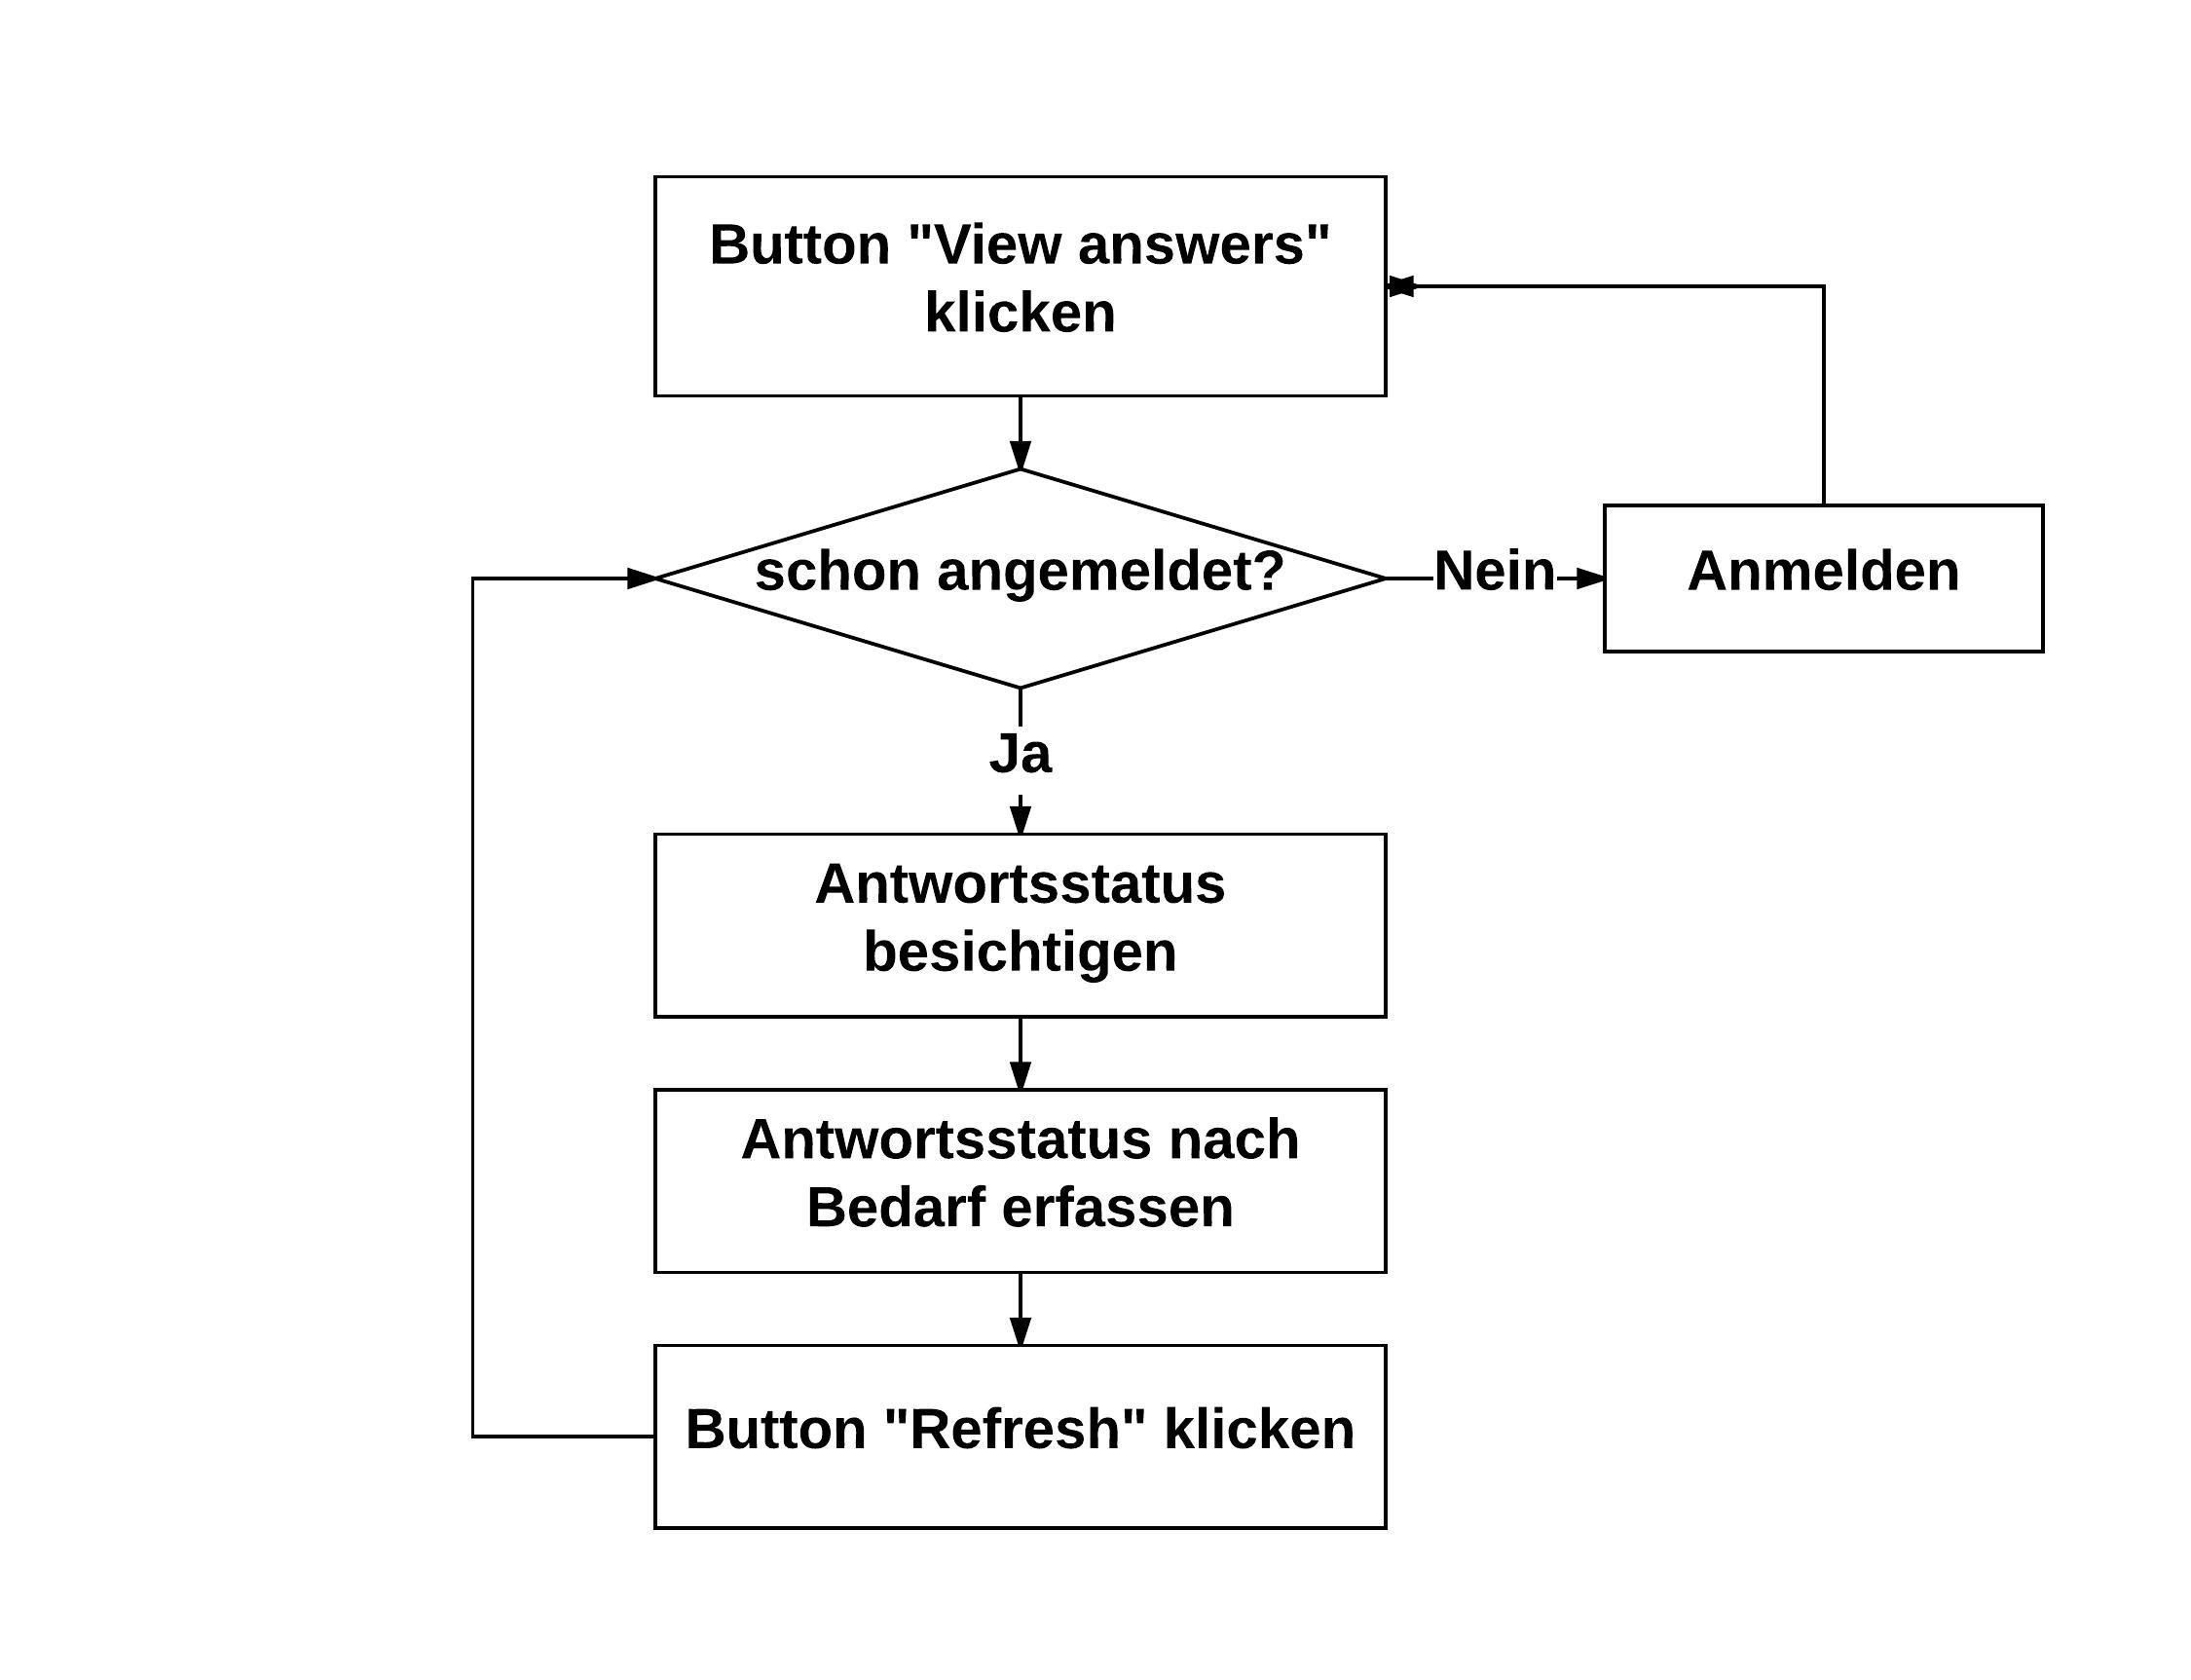 Button "View answers"
klicken
schon angemeldet?
Nein
Anmelden
Ja
Antwortsstatus
besichtigen
Antwortsstatus nach
Bedarf erfassen
Button "Refresh" klicken